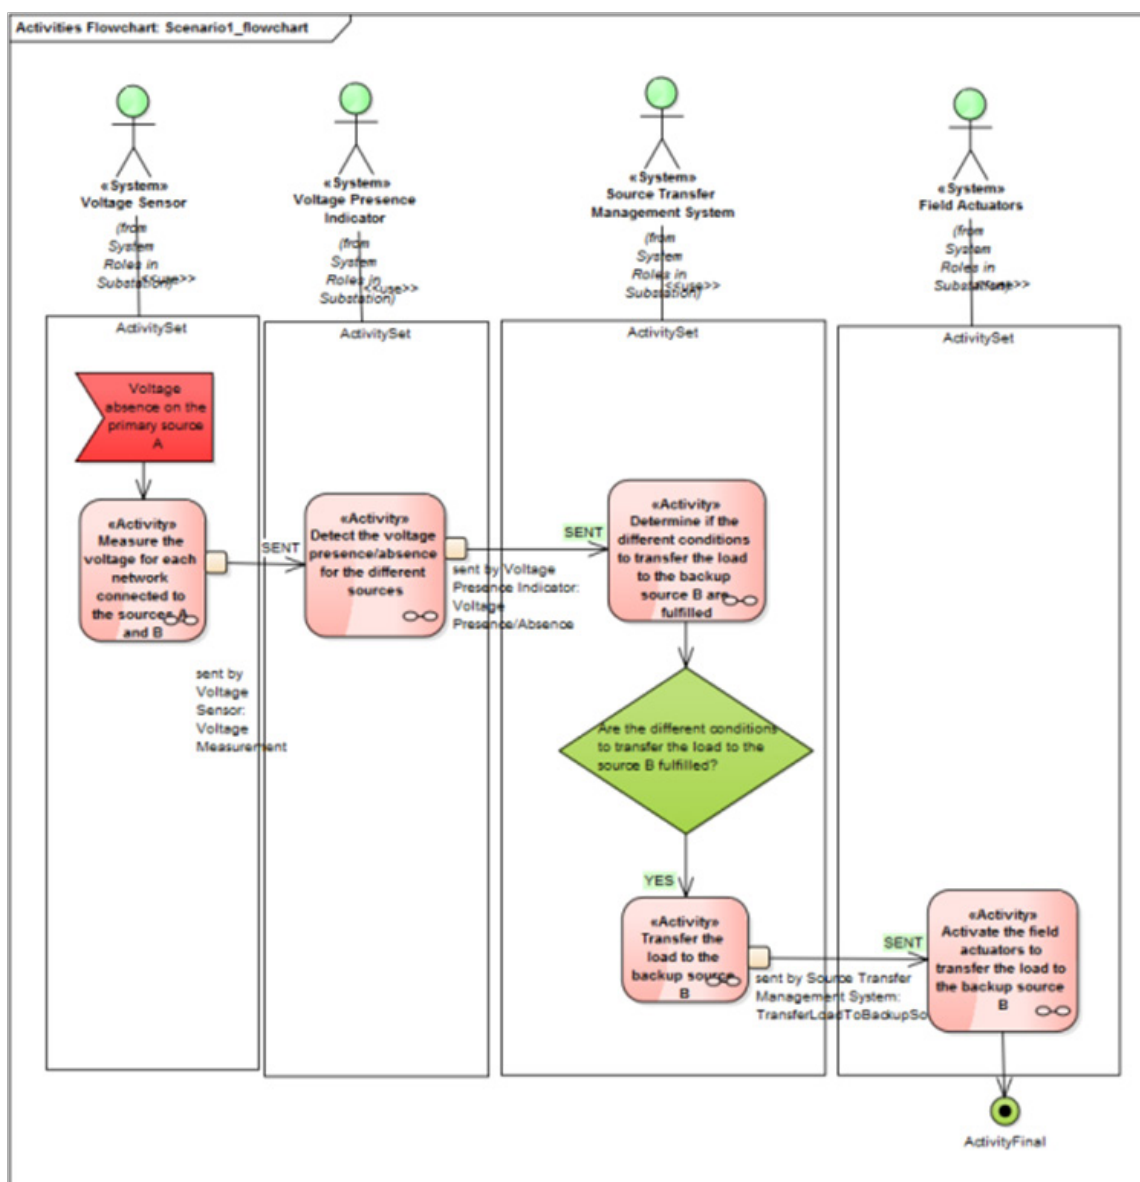 Activities Flowchart: Scenario1_flowchart
«System»
Voltage Sensor
(from
System
Roles in
Substation)
<<use>>
«System»
Voltage Presence
Indicator
(from
System
Roles in
Substation)
<<use>>
«System»
Source Transfer
Management System
(from
System
Roles in
Substation)
<<use>>
«System»
Field Actuators
(from
System
Roles in
Substation)
<<use>>
ActivitySet
ActivitySet
ActivitySet
ActivitySet
Voltage
absence on the
primary source
A
«Activity»
Measure the
voltage for each
network
connected to
the sources A
and B
SENT
sent by
Voltage
Sensor:
Voltage
Measurement
«Activity»
Detect the voltage
presence/absence
for the different
sources
SENT
sent by Voltage
Presence Indicator:
Voltage
Presence/Absence
«Activity»
Determine if the
different conditions
to transfer the load
to the backup
source B are
fulfilled
Are the different conditions
to transfer the load to the
source B fulfilled?
YES
«Activity»
Transfer the
load to the
backup source
B
SENT
sent by Source Transfer
Management System:
TransferLoadToBackupSo
«Activity»
Activate the field
actuators to
transfer the load to
the backup source
B
ActivityFinal